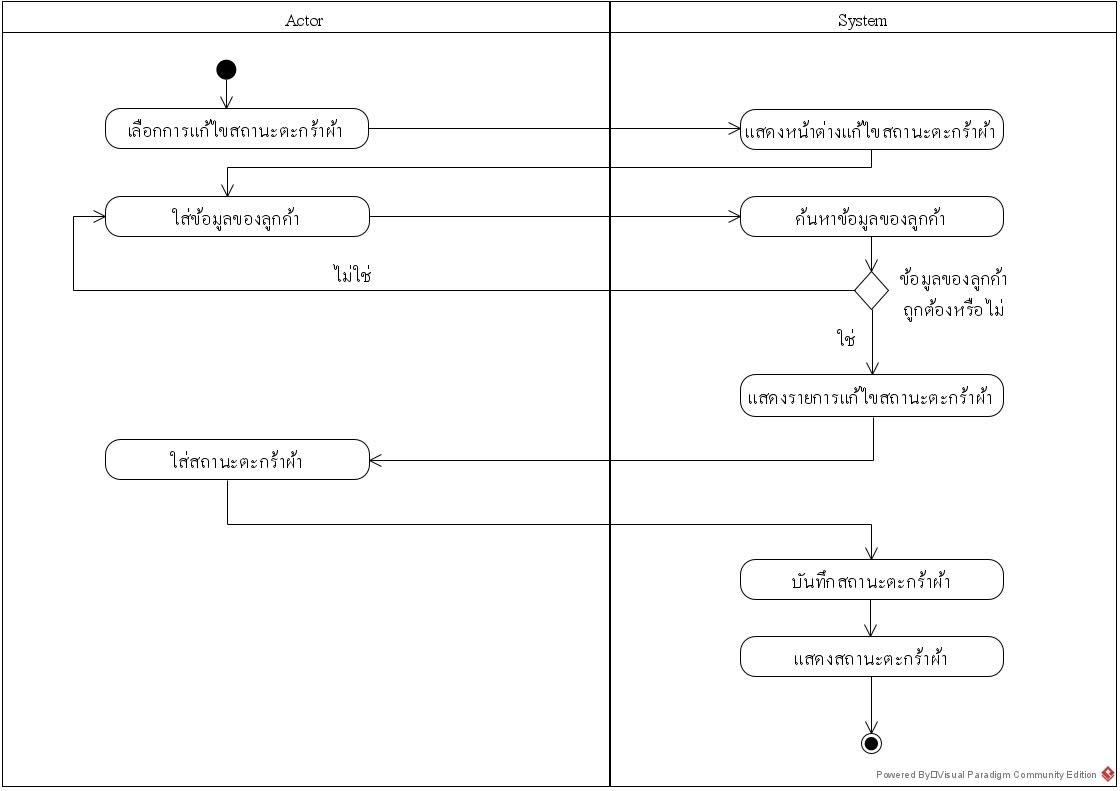 Actor
System
เลือกการแก้ไขสถานะตะกร้าผ้า
แสดงหน้าต่างแก้ไขสถานะตะกร้าผ้า
ใส่ข้อมูลของลูกค้า
ค้นหาข้อมูลของลูกค้า
ไม่ใช่
ข้อมูลของลูกค้า
ถูกต้องหรือไม่
ใช่
แสดงรายการแก้ไขสถานะตะกร้าผ้า
ใส่สถานะตะกร้าผ้า
บันทึกสถานะตะกร้าผ้า
แสดงสถานะตะกร้าผ้า
Powered By□Visual Paradigm Community Edition